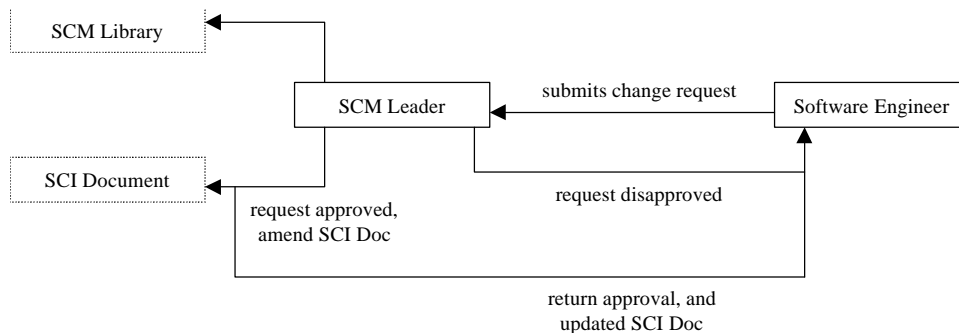 SCM Library
submits change request
SCM Leader
Software Engineer
SCI Document
request disapproved
request approved,
amend SCI Doc
return approval, and
updated SCI Doc